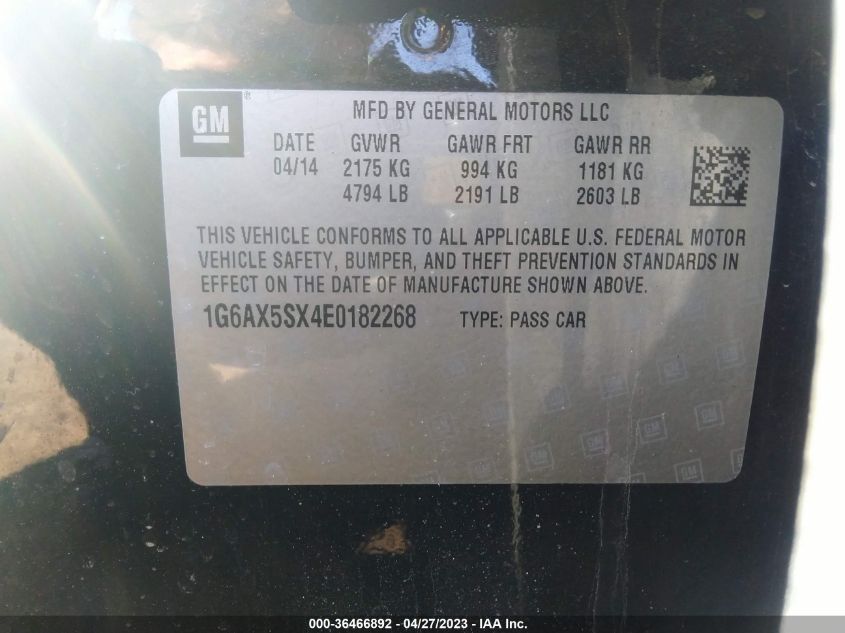 GM ®
MFD BY GENERAL MOTORS LLC
DATE GVWR GAWR FRT GAWR RR
04/14 2175 KG 994 KG 1181 KG
4794 LB 2191 LB 2603 LB
THIS VEHICLE CONFORMS TO ALL APPLICABLE U.S. FEDERAL MOTOR
VEHICLE SAFETY, BUMPER, AND THEFT PREVENTION STANDARDS IN
EFFECT ON THE DATE OF MANUFACTURE SHOWN ABOVE.
1G6AX5SX4E0182268 TYPE: PASS CAR
000-36466892 - 04/27/2023 - IAA Inc.